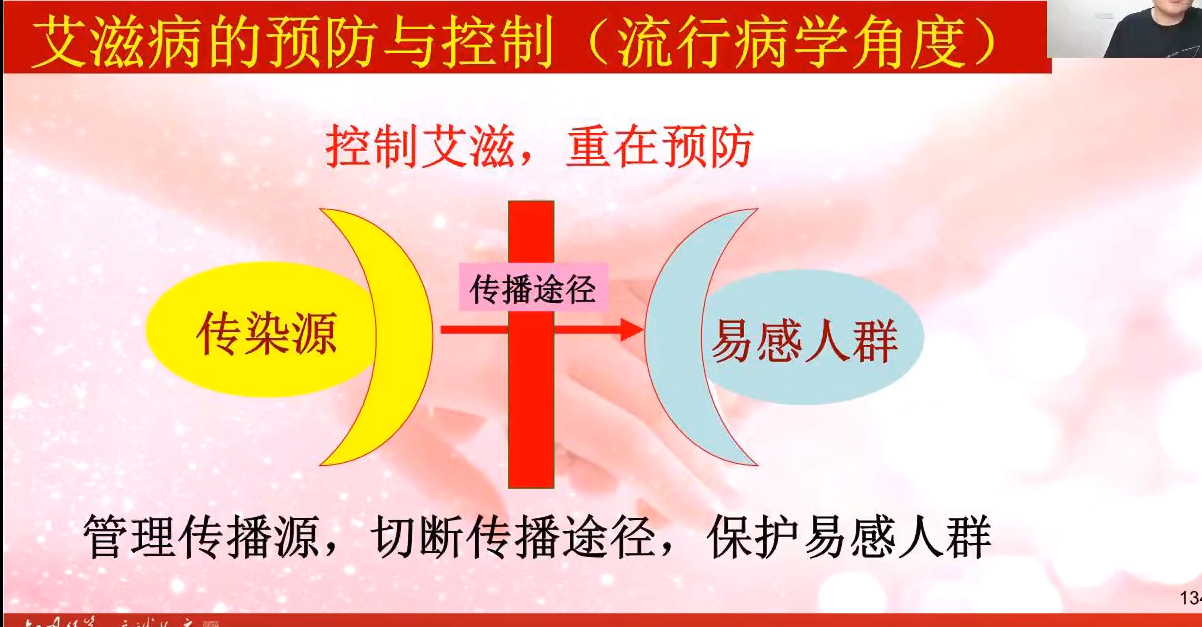 艾滋病的预防与控制（流行病学角度）
控制艾滋，重在预防
传播途径
传染源
易感人群
管理传播源，切断传播途径，保护易感人群